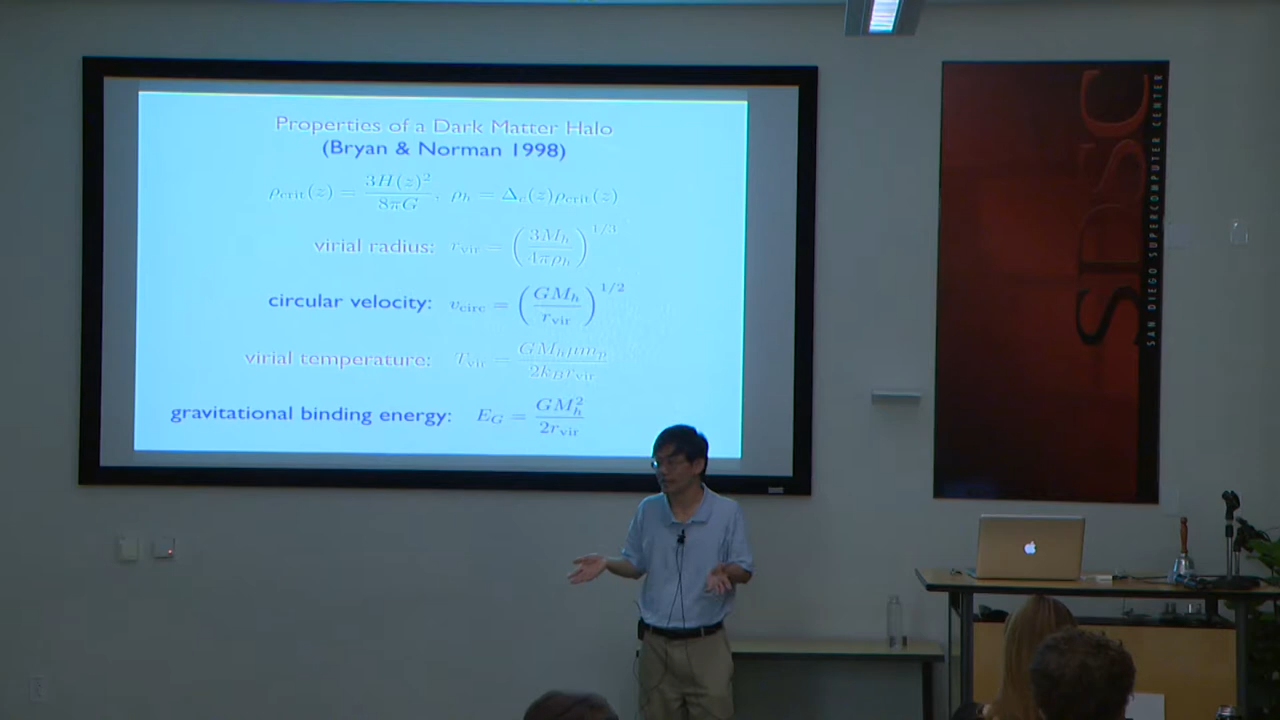 Properties of a Dark Matter Halo
(Bryan & Norman 1998)
ρcrit(z) = 3H(z)² / 8πG, ρh = Δc(z)ρcrit(z)
virial radius: rvir = (3Mh / 4πρh)^1/3
circular velocity: vcirc = (GMh / rvir)^1/2
virial temperature: Tvir = GMhμmp / 2kBrvir
gravitational binding energy: EG = GMh² / 2rvir
SDSC
SAN DIEGO SUPERCOMPUTER CENTER